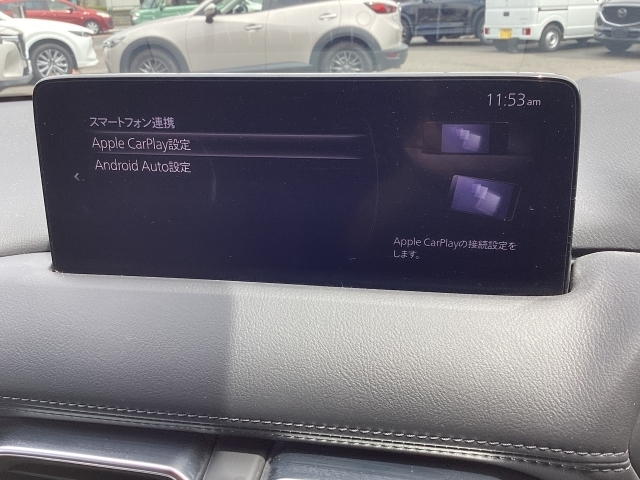 11:53am
スマートフォン連携
Apple CarPlay設定
Android Auto設定
Apple CarPlayの接続設定を
します。